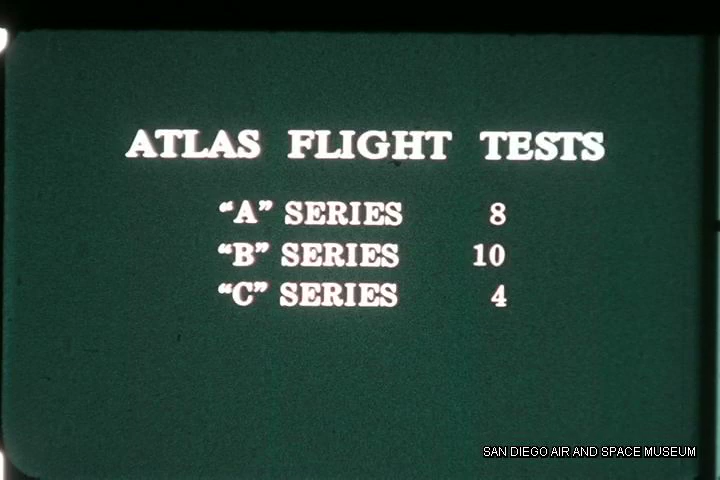 ATLAS FLIGHT TESTS
“A” SERIES 8
“B” SERIES 10
“C” SERIES 4
SAN DIEGO AIR AND SPACE MUSEUM